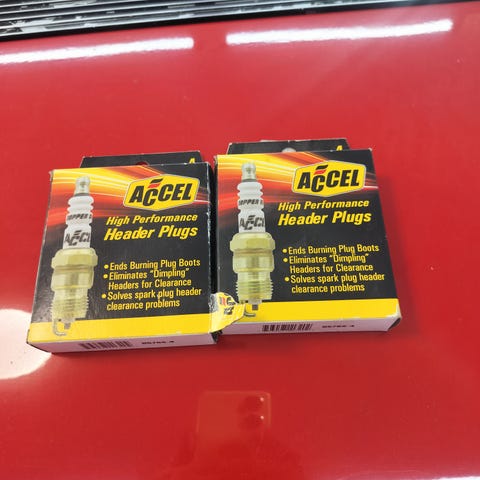 ACCEL
High Performance
Header Plugs
• Ends Burning Plug Boots
• Eliminates "Dimpling"
Headers for Clearance
• Solves spark plug header
clearance problems
ACCEL
High Performance
Header Plugs
• Ends Burning Plug Boots
• Eliminates "Dimpling"
Headers for Clearance
• Solves spark plug header
clearance problems